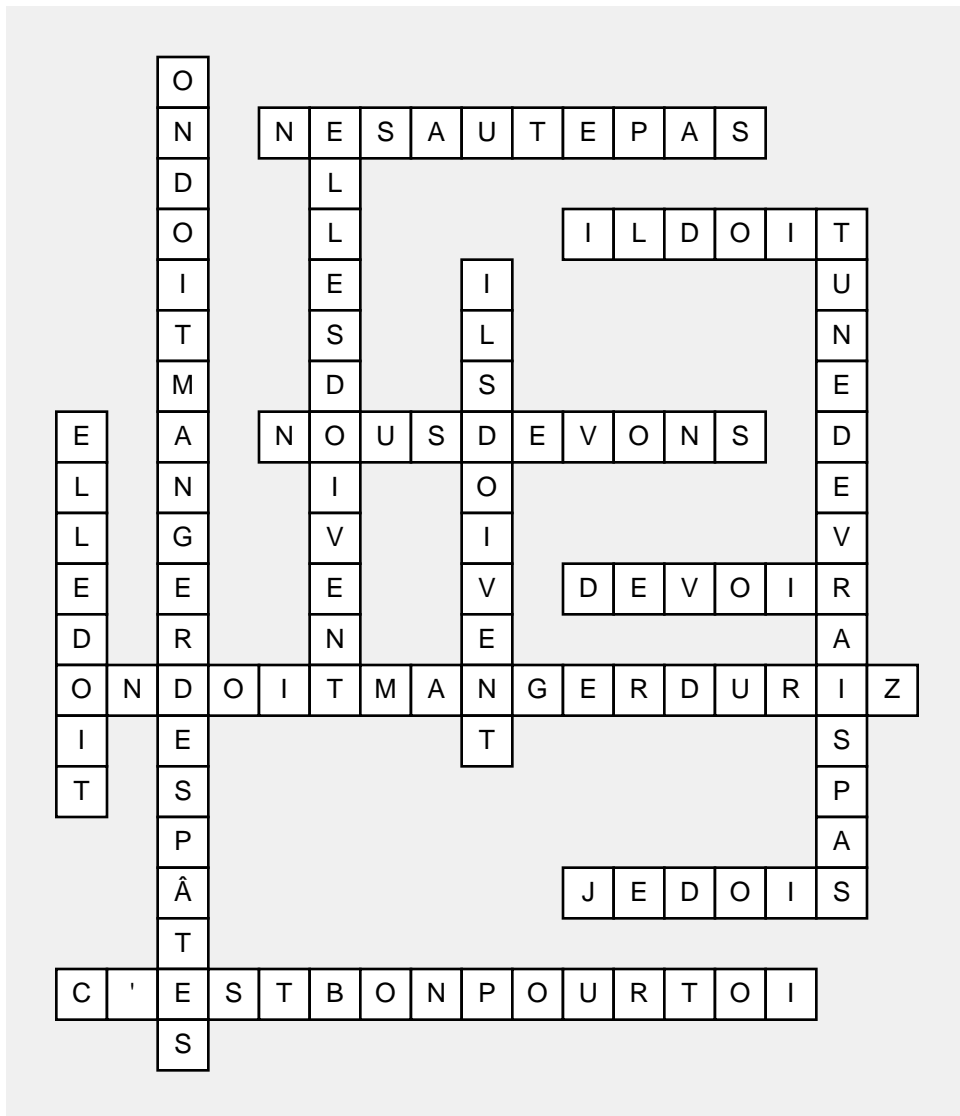 ONDOITMANGERDESPÂTES
NESAUTEPAS
ELLESDOIVENT
ILDOIT
TUNEDEVRAISPAS
ILSDOIVENT
ELLEDOIT
NOUSDEVONS
DEVOIR
ONDOITMANGERDURIZ
JEDOIS
C'ESTBONPOURTOI